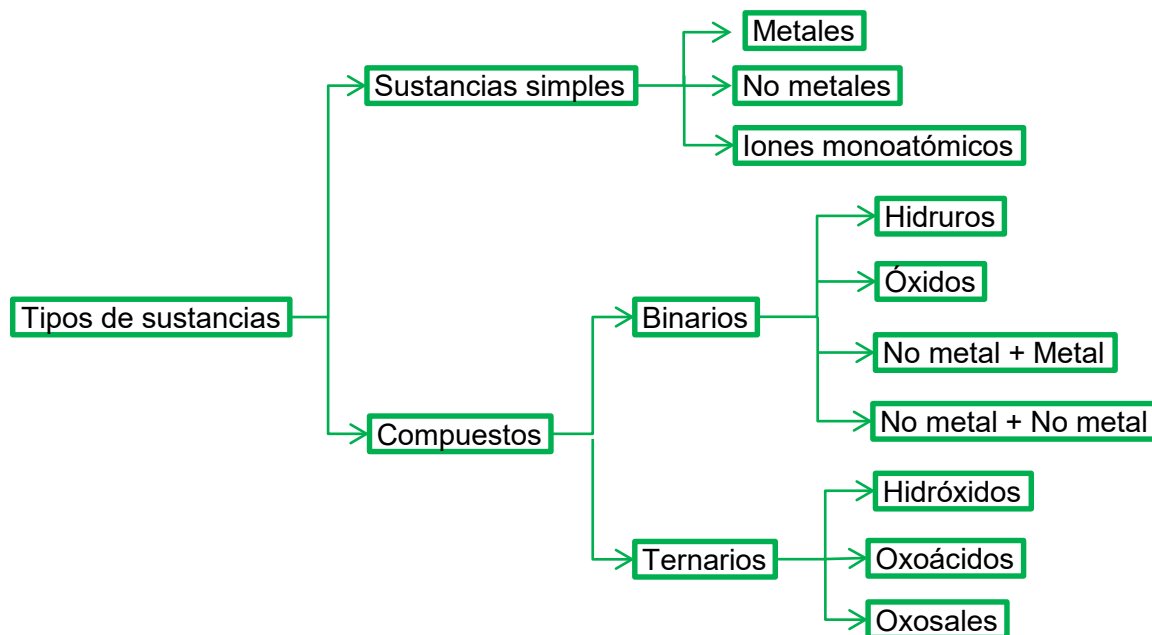 Tipos de sustancias
Sustancias simples
Metales
No metales
Iones monoatómicos
Compuestos
Binarios
Hidruros
Óxidos
No metal + Metal
No metal + No metal
Ternarios
Hidróxidos
Oxoácidos
Oxosales